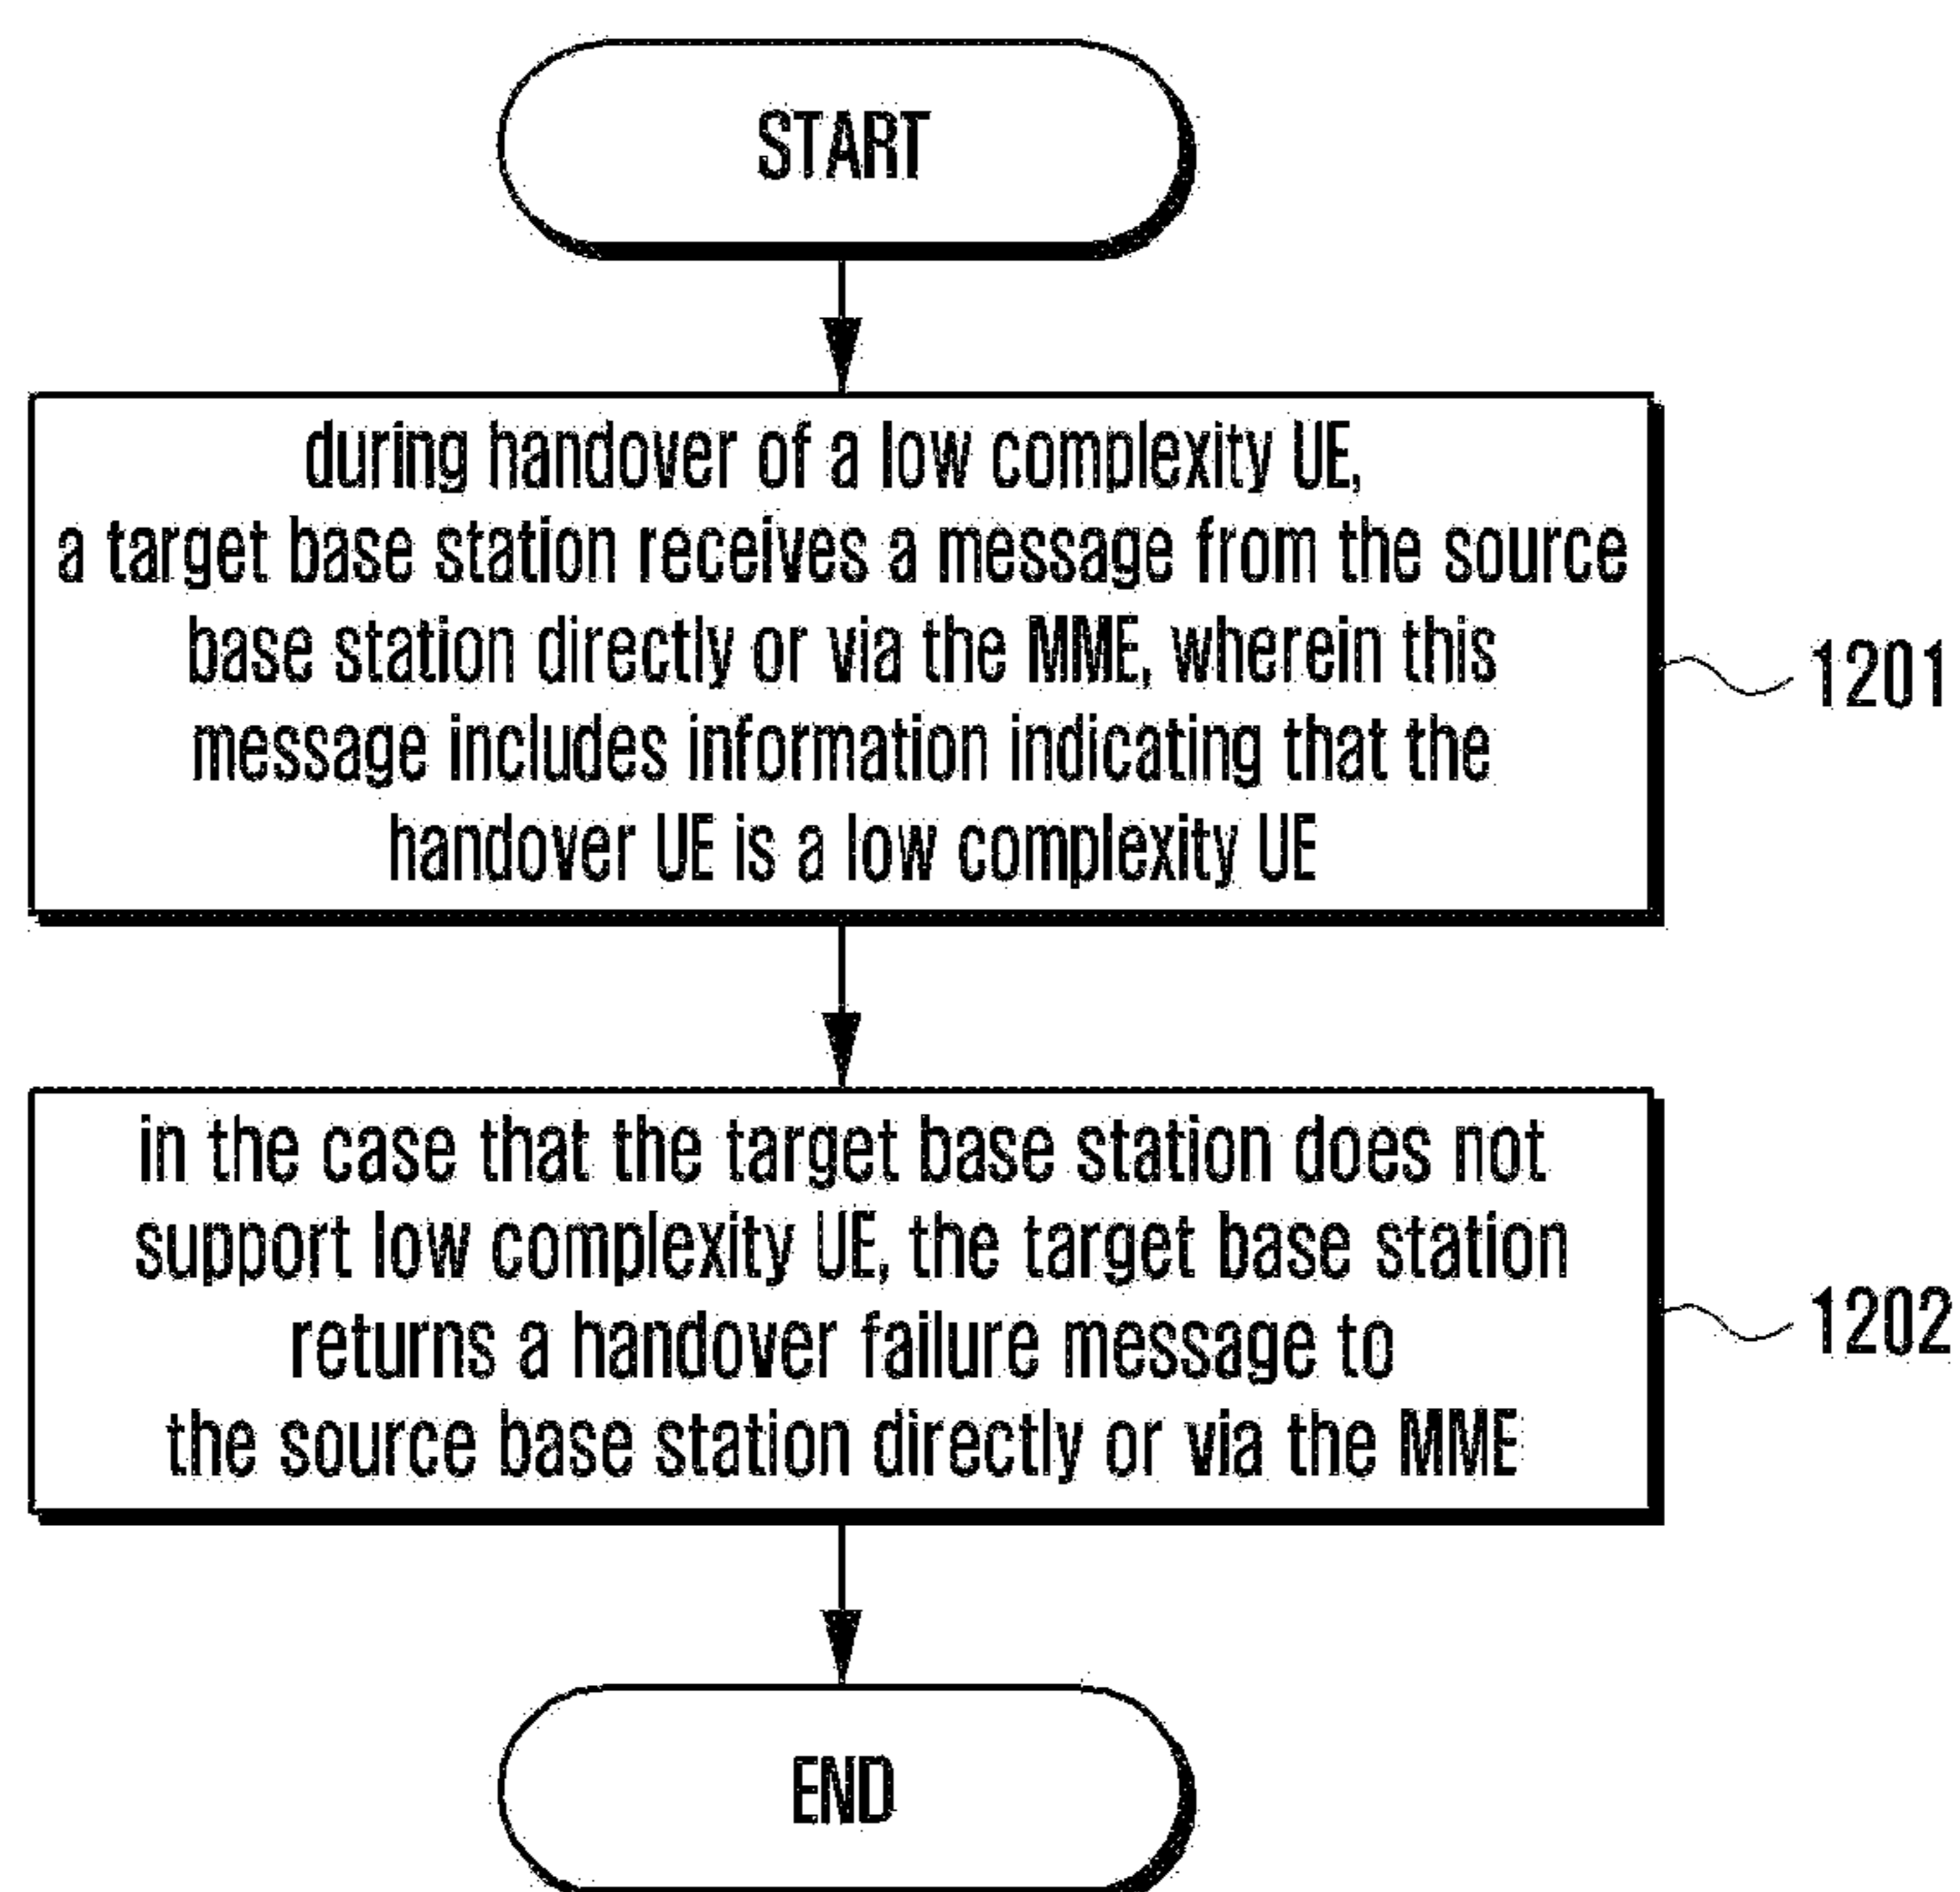 START
during handover of a low complexity UE,
a target base station receives a message from the source
base station directly or via the MME, wherein this
message includes information indicating that the
handover UE is a low complexity UE
1201
in the case that the target base station does not
support low complexity UE, the target base station
returns a handover failure message to
the source base station directly or via the MME
1202
END